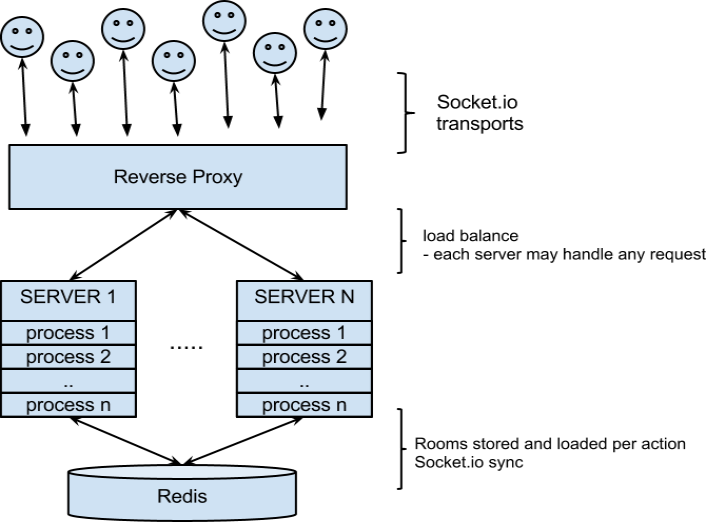 Socket.io
transports
Reverse Proxy
load balance
- each server may handle any request
SERVER 1
process 1
process 2
..
process n
.....
SERVER N
process 1
process 2
..
process n
Rooms stored and loaded per action
Socket.io sync
Redis